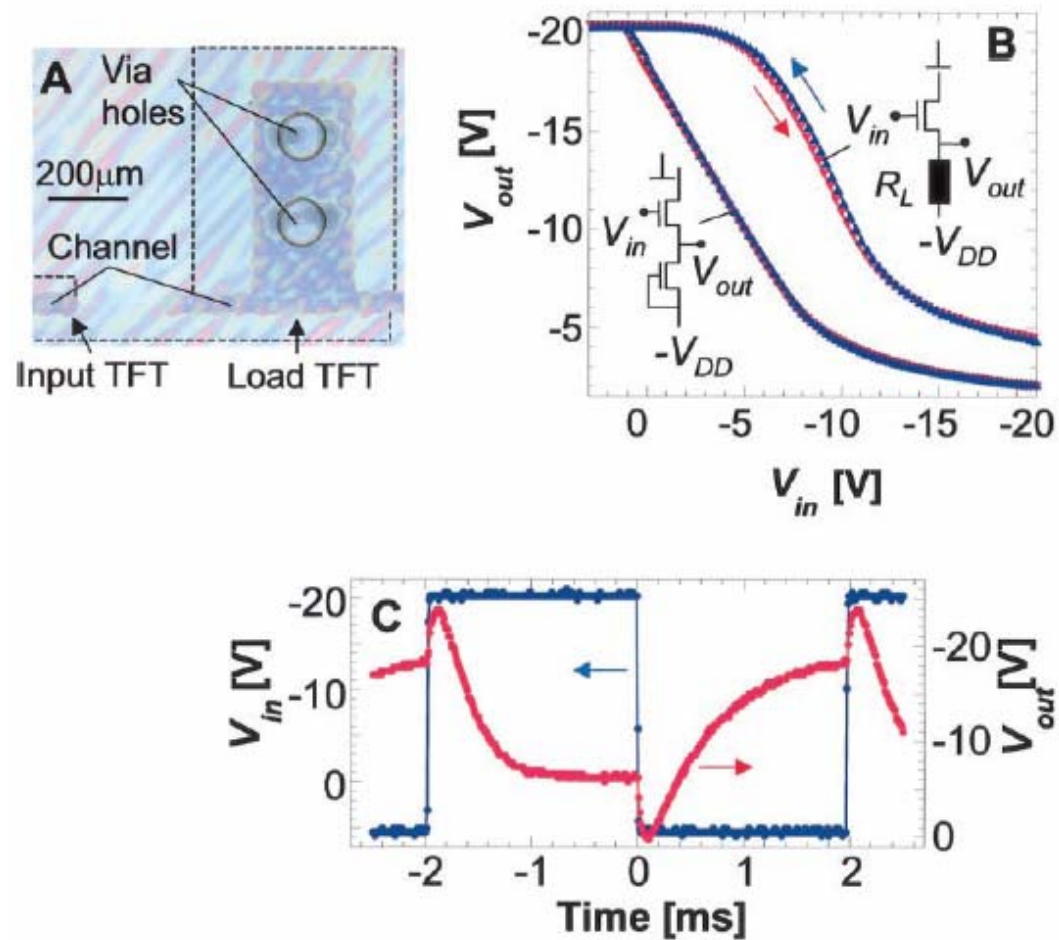 A
Via
holes
200μm
Channel
Input TFT
Load TFT
B
-20
-15
-10
-5
V_out [V]
V_in
V_out
-V_DD
V_in
R_L
V_out
-V_DD
0
-5
-10
-15
-20
V_in [V]
C
-20
-10
0
V_in [V]
-20
-10
0
V_out [V]
-2
-1
0
1
2
Time [ms]